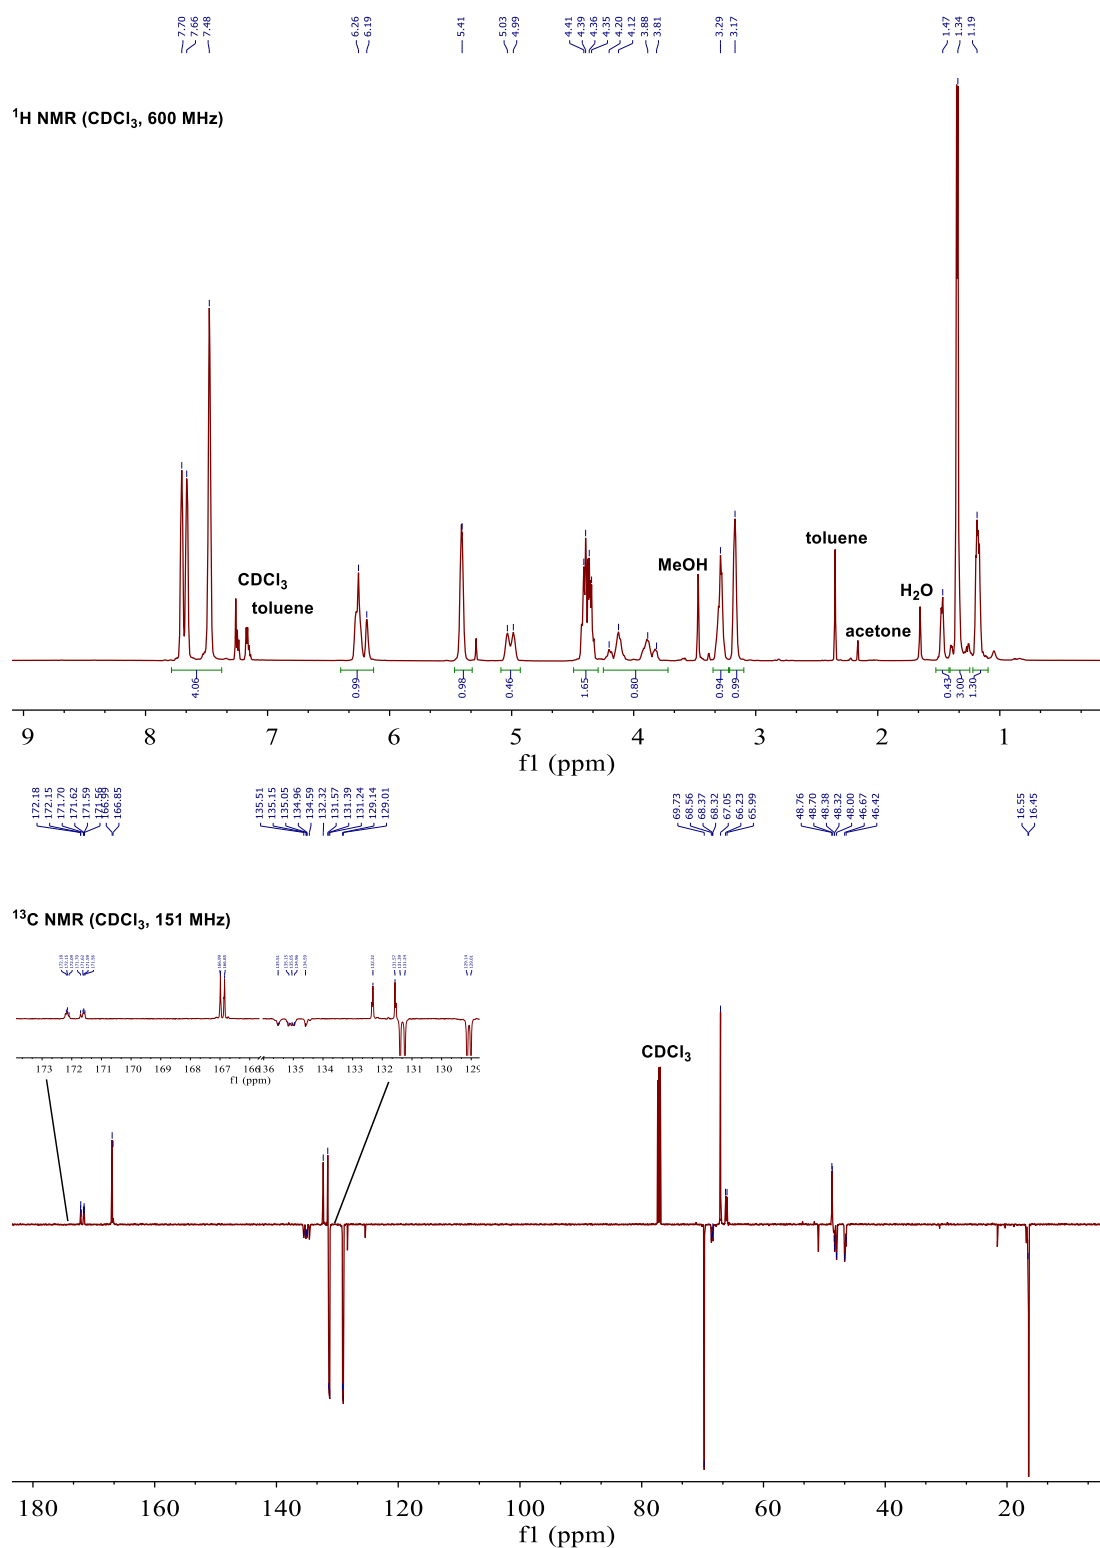 7.70 7.66 7.48 6.26 6.19 5.41 5.03 4.99 4.41 4.39 4.36 4.35 4.20 4.12 3.88 3.81 3.29 3.17 1.47 1.34 1.19
1H NMR (CDCl3, 600 MHz)
CDCl3
toluene
MeOH
toluene
acetone
H2O
4.06 0.99 0.98 0.46 1.65 0.80 0.94 0.99 0.43 3.00 1.30
9 8 7 6 5 4 3 2 1
f1 (ppm)
172.18 172.15 171.70 171.62 171.59 171.56 166.99 166.85 135.51 135.15 135.05 134.96 134.59 132.32 131.57 131.39 131.24 129.14 129.01 69.73 68.56 68.37 68.32 67.05 66.23 65.99 48.76 48.70 48.38 48.32 48.00 46.67 46.42 16.55 16.45
13C NMR (CDCl3, 151 MHz)
173 172 171 170 169 168 167 166 136 135 134 133 132 131 130 129
f1 (ppm)
CDCl3
180 160 140 120 100 80 60 40 20
f1 (ppm)